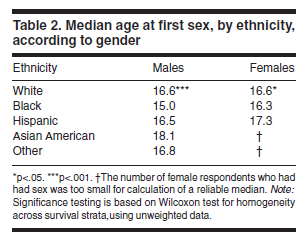 Table 2. Median age at first sex, by ethnicity,
according to gender
Ethnicity Males Females
White 16.6*** 16.6*
Black 15.0 16.3
Hispanic 16.5 17.3
Asian American 18.1 †
Other 16.8 †
*p<.05. ***p<.001. †The number of female respondents who had
had sex was too small for calculation of a reliable median. Note:
Significance testing is based on Wilcoxon test for homogeneity
across survival strata,using unweighted data.